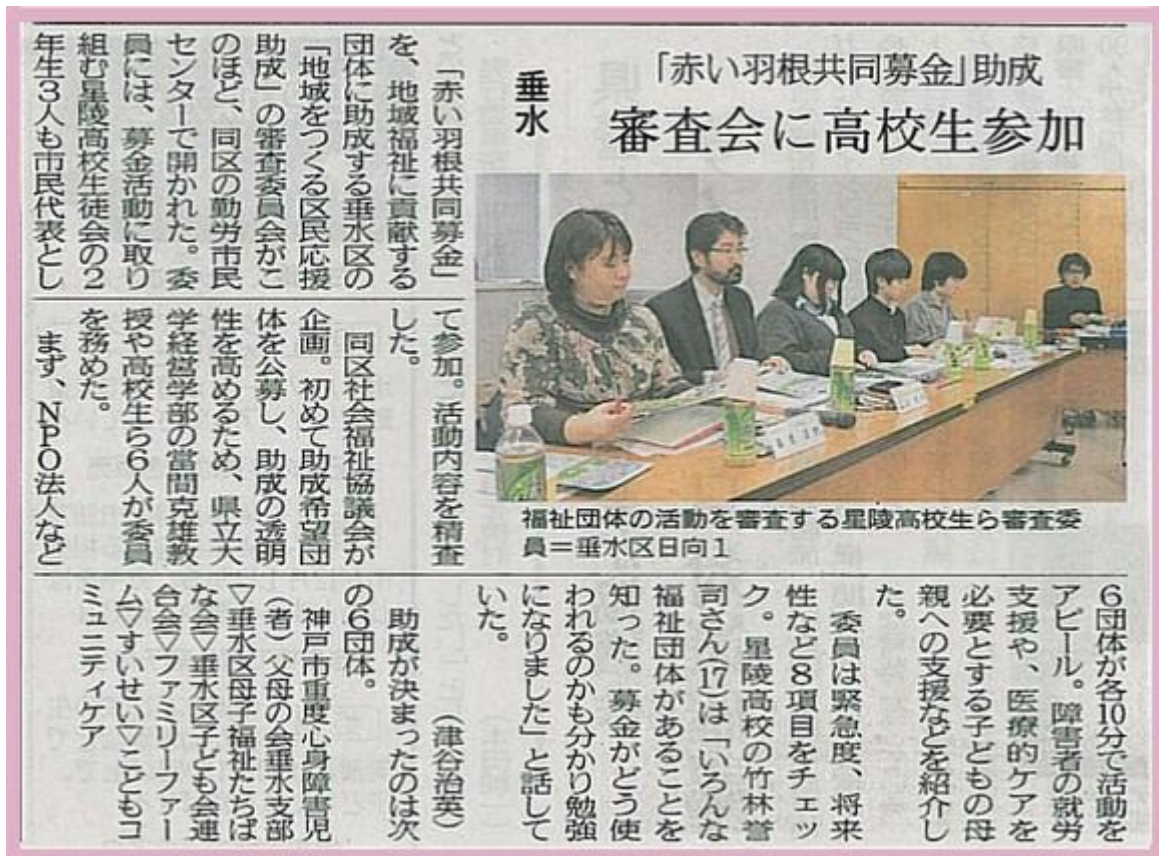 「赤い羽根共同募金」助成
審査会に高校生参加
垂水
「赤い羽根共同募金」
を、地域福祉に貢献する
団体に助成する垂水区の
「地域をつくる区民応援
助成」の審査委員会がこ
のほど、同区の勤労市民
センターで開かれた。委
員には、募金活動に取り
組む星陵高校生徒会の2
年生3人も市民代表とし
て参加。活動内容を精査
した。
同区社会福祉協議会が
企画。初めて助成希望団
体を公募し、助成の透明
性を高めるため、県立大
学経営学部の當間克雄教
授や高校生ら6人が委員
を務めた。
まず、NPO法人など
福祉団体の活動を審査する星陵高校生ら審査委
員＝垂水区日向1
6団体が各10分で活動を
アピール。障害者の就労
支援や、医療的ケアを
必要とする子どもの母
親への支援などを紹介し
た。
委員は緊急度、将来
性など8項目をチェッ
ク。星陵高校の竹林誉
司さん(17)は「いろんな
福祉団体があることを
知った。募金がどう使
われるのかも分かり勉強
になりました」と話して
いた。
（津谷治英）
助成が決まったのは次
の6団体。
神戸市重度心身障害児
（者）父母の会垂水支部
▽垂水区母子福祉たちば
な会▽垂水区子ども会連
合会▽ファミリーファー
ム▽すいせい▽こどもコ
ミュニティケア